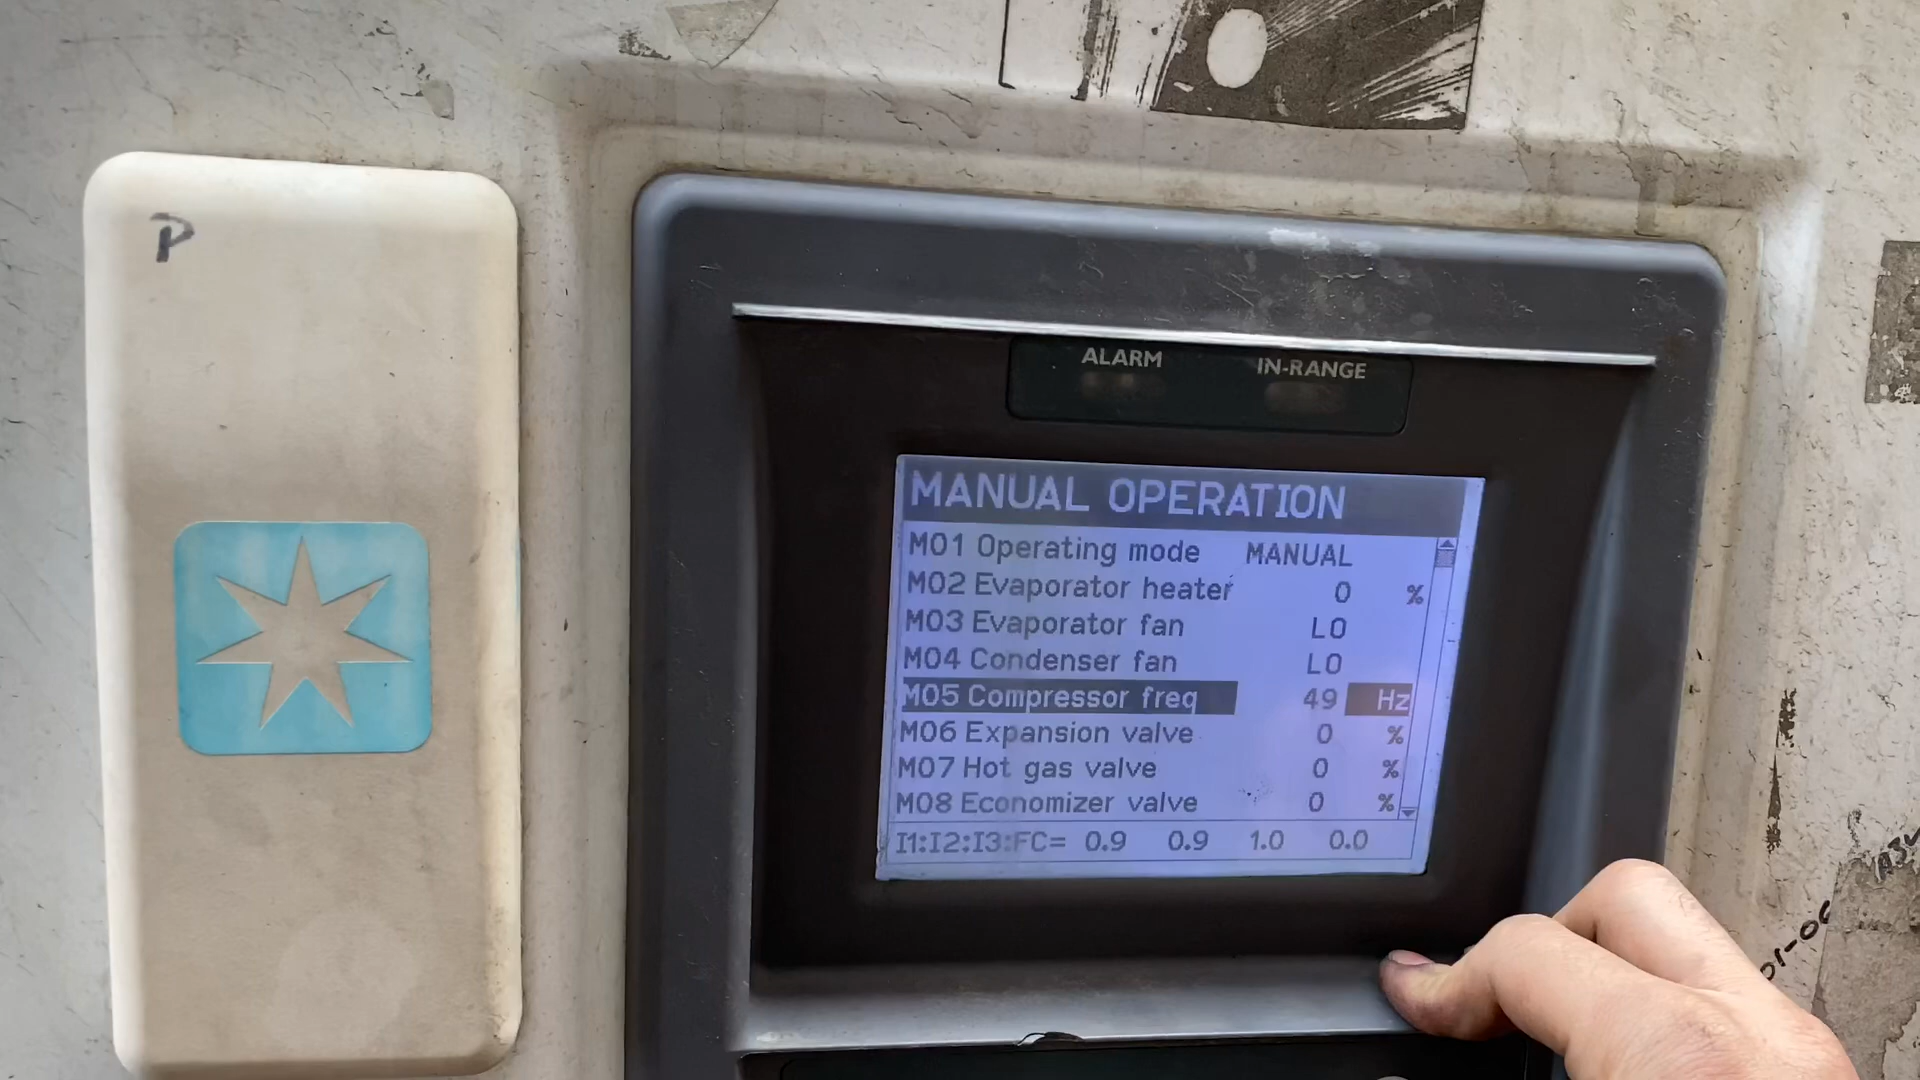 P
ALARM IN-RANGE
MANUAL OPERATION
M01 Operating mode MANUAL
M02 Evaporator heater 0 %
M03 Evaporator fan LO
M04 Condenser fan LO
M05 Compressor freq 49 Hz
M06 Expansion valve 0 %
M07 Hot gas valve 0 %
M08 Economizer valve 0 %
I1:I2:I3:FC= 0.9 0.9 1.0 0.0